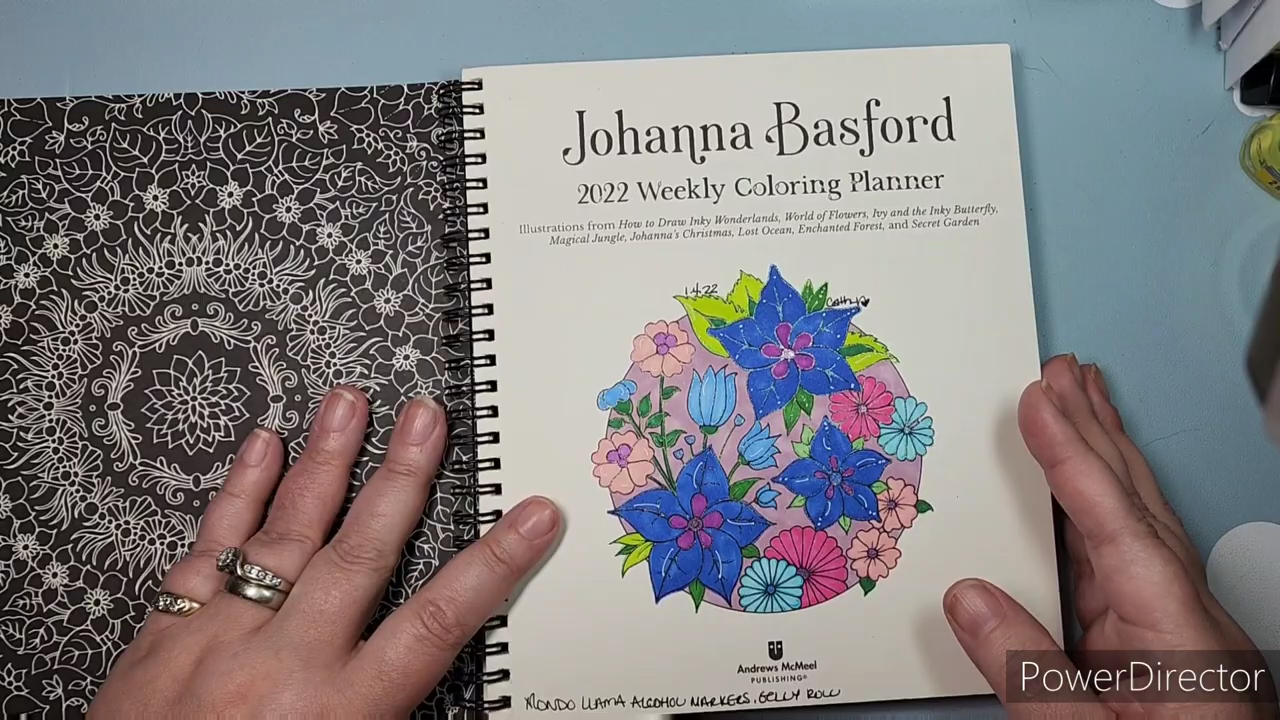 Johanna Basford
2022 Weekly Coloring Planner
Illustrations from How to Draw Inky Wonderlands, World of Flowers, Ivy and the Inky Butterfly,
Magical Jungle, Johanna's Christmas, Lost Ocean, Enchanted Forest, and Secret Garden
1.4.22
Cathy
Andrews McMeel
PUBLISHING®
MONDO LLAMA ALCOHOL MARKERS, GELLY ROLL
PowerDirector